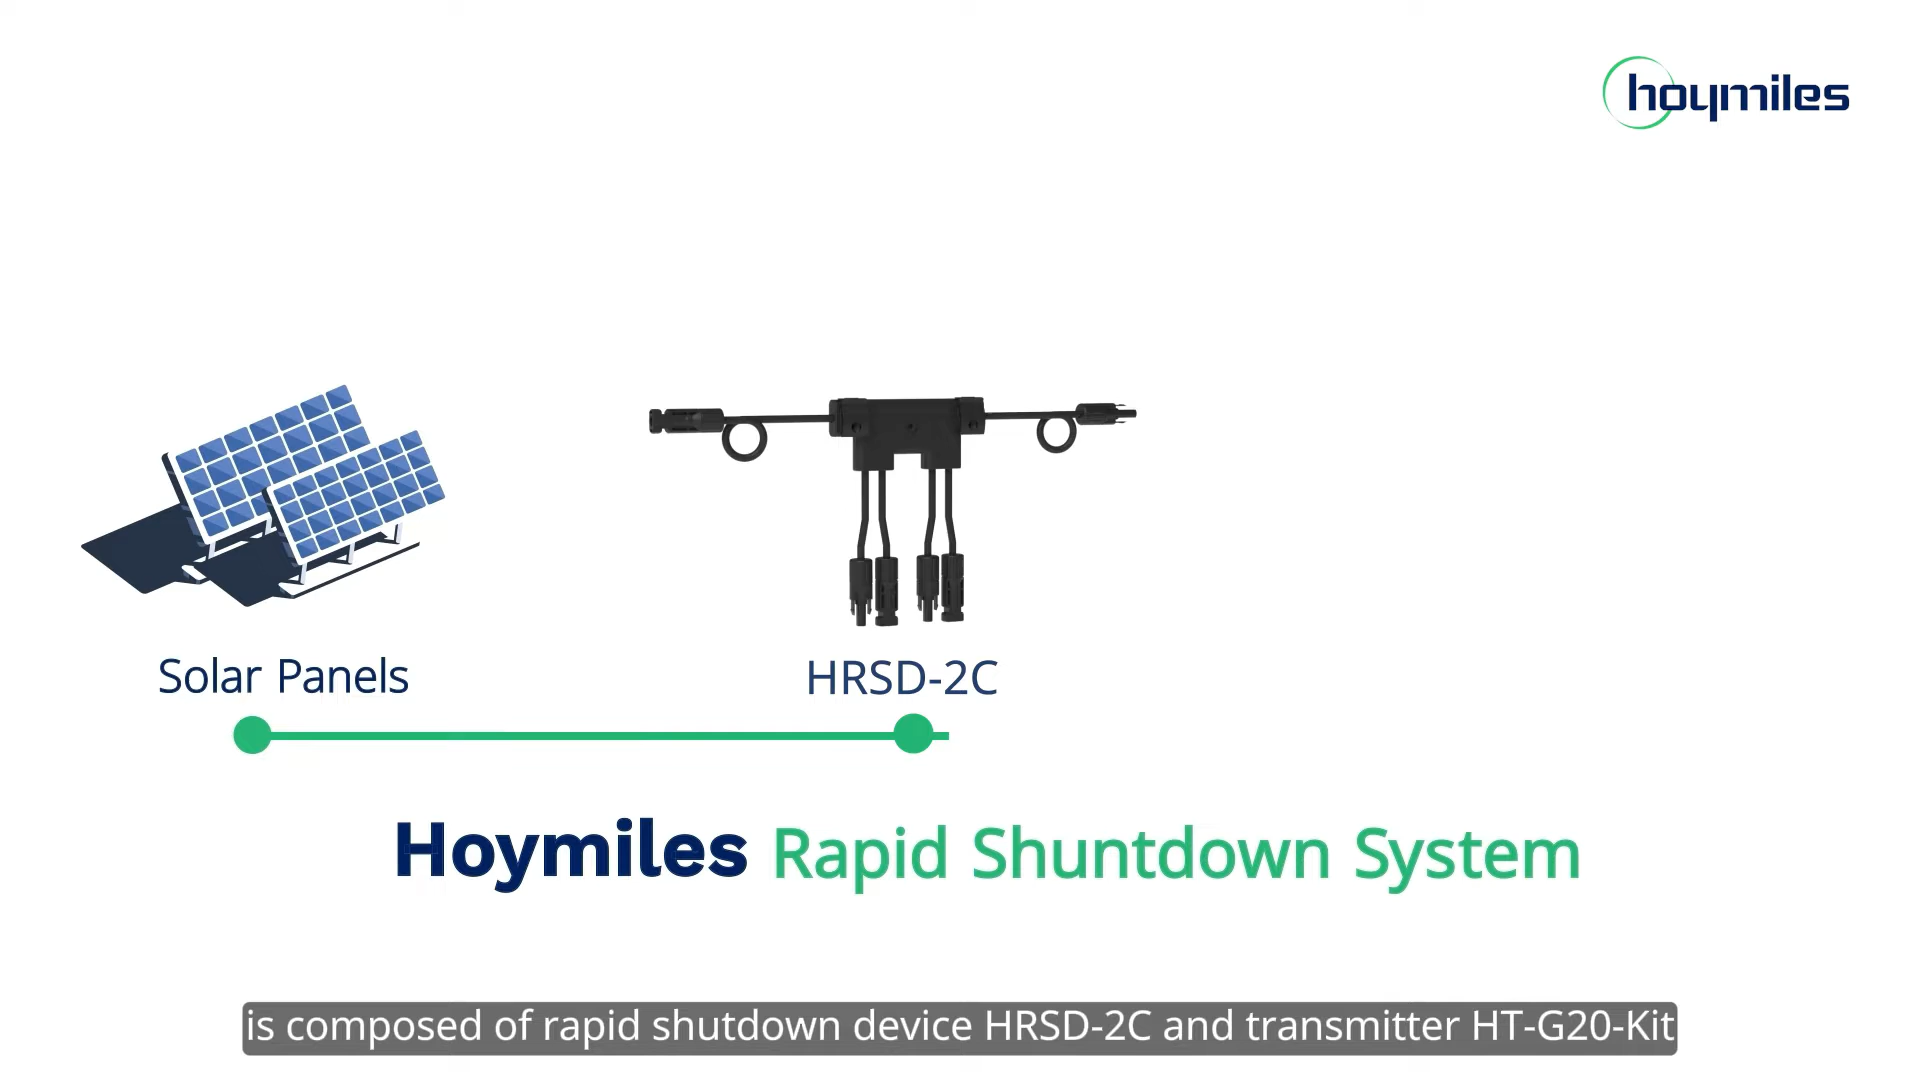 hoymiles
Solar Panels
HRSD-2C
Hoymiles Rapid Shuntdown System
is composed of rapid shutdown device HRSD-2C and transmitter HT-G20-Kit